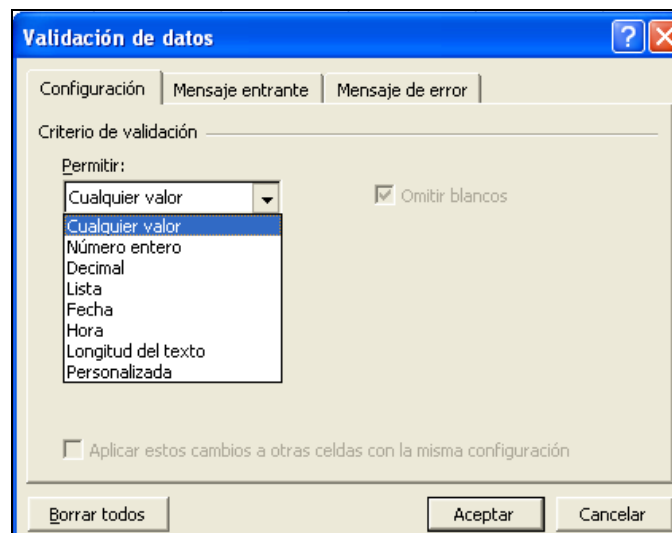 Validación de datos
Configuración
Mensaje entrante
Mensaje de error
Criterio de validación
Permitir:
Cualquier valor
Omitir blancos
Cualquier valor
Número entero
Decimal
Lista
Fecha
Hora
Longitud del texto
Personalizada
Aplicar estos cambios a otras celdas con la misma configuración
Borrar todos
Aceptar
Cancelar